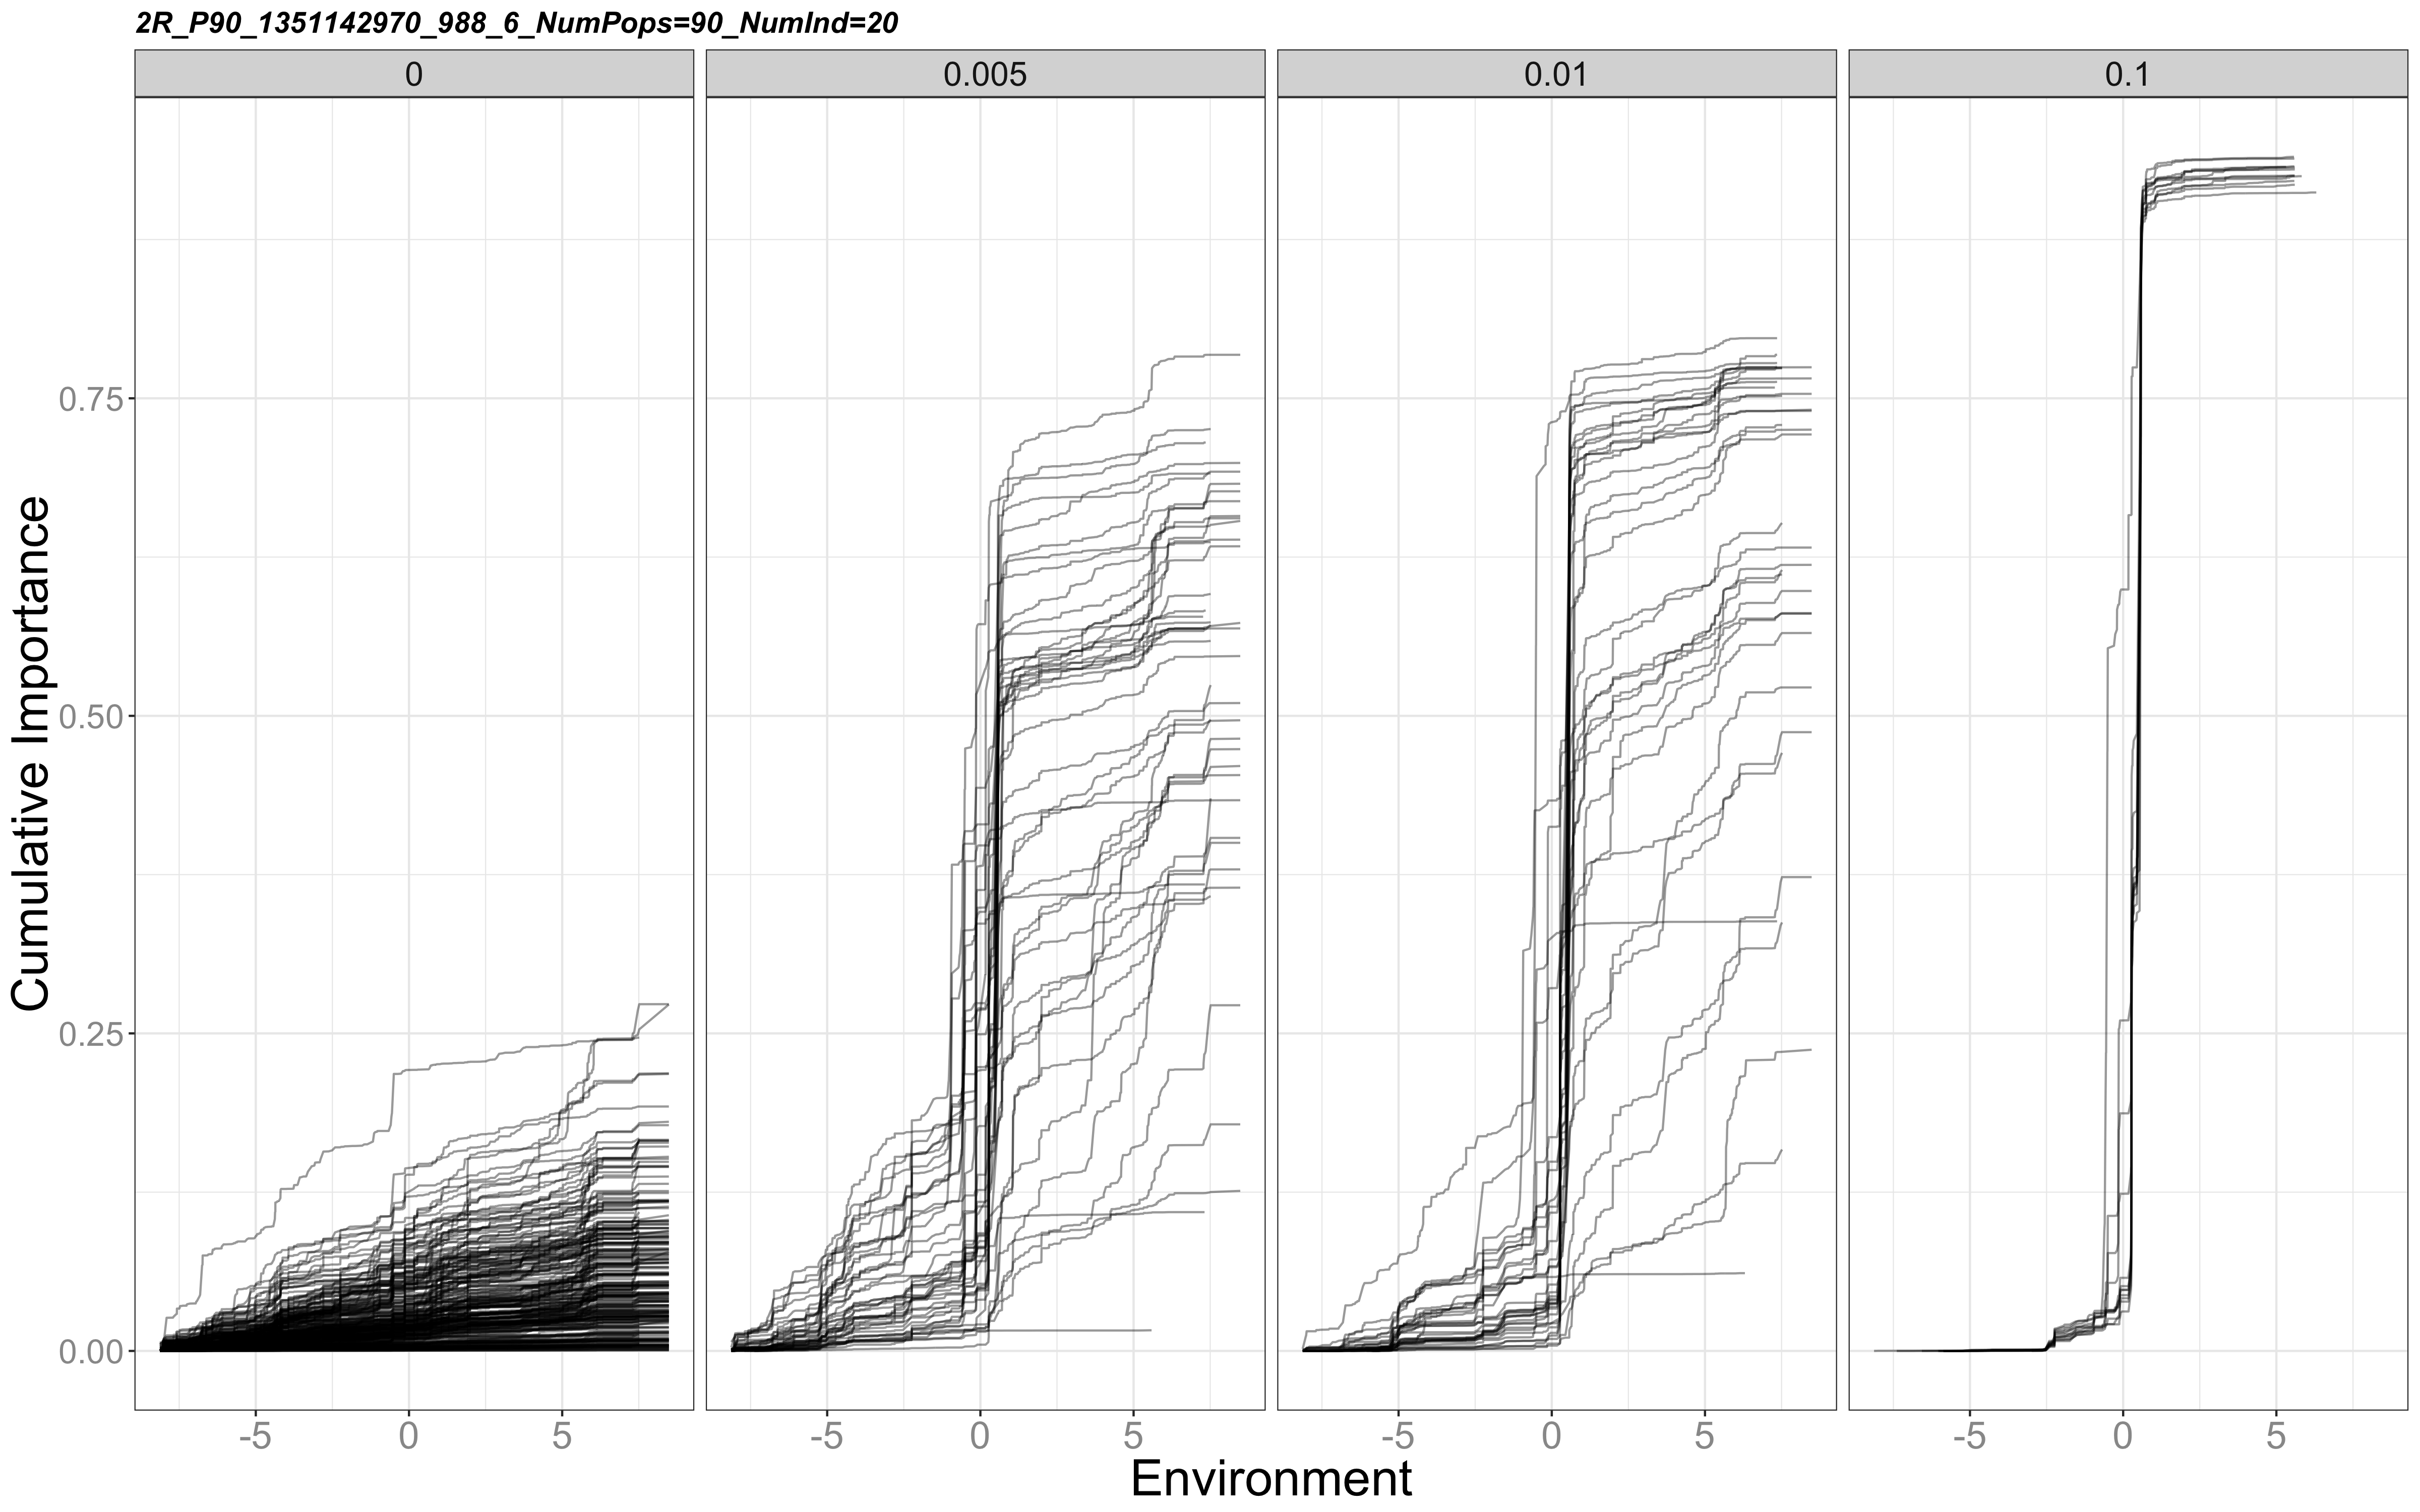 2R_P90_1351142970_988_6_NumPops=90_NumInd=20
0 0.005 0.01 0.1
Cumulative Importance
0.75
0.50
0.25
0.00
-5 0 5 -5 0 5 -5 0 5 -5 0 5
Environment